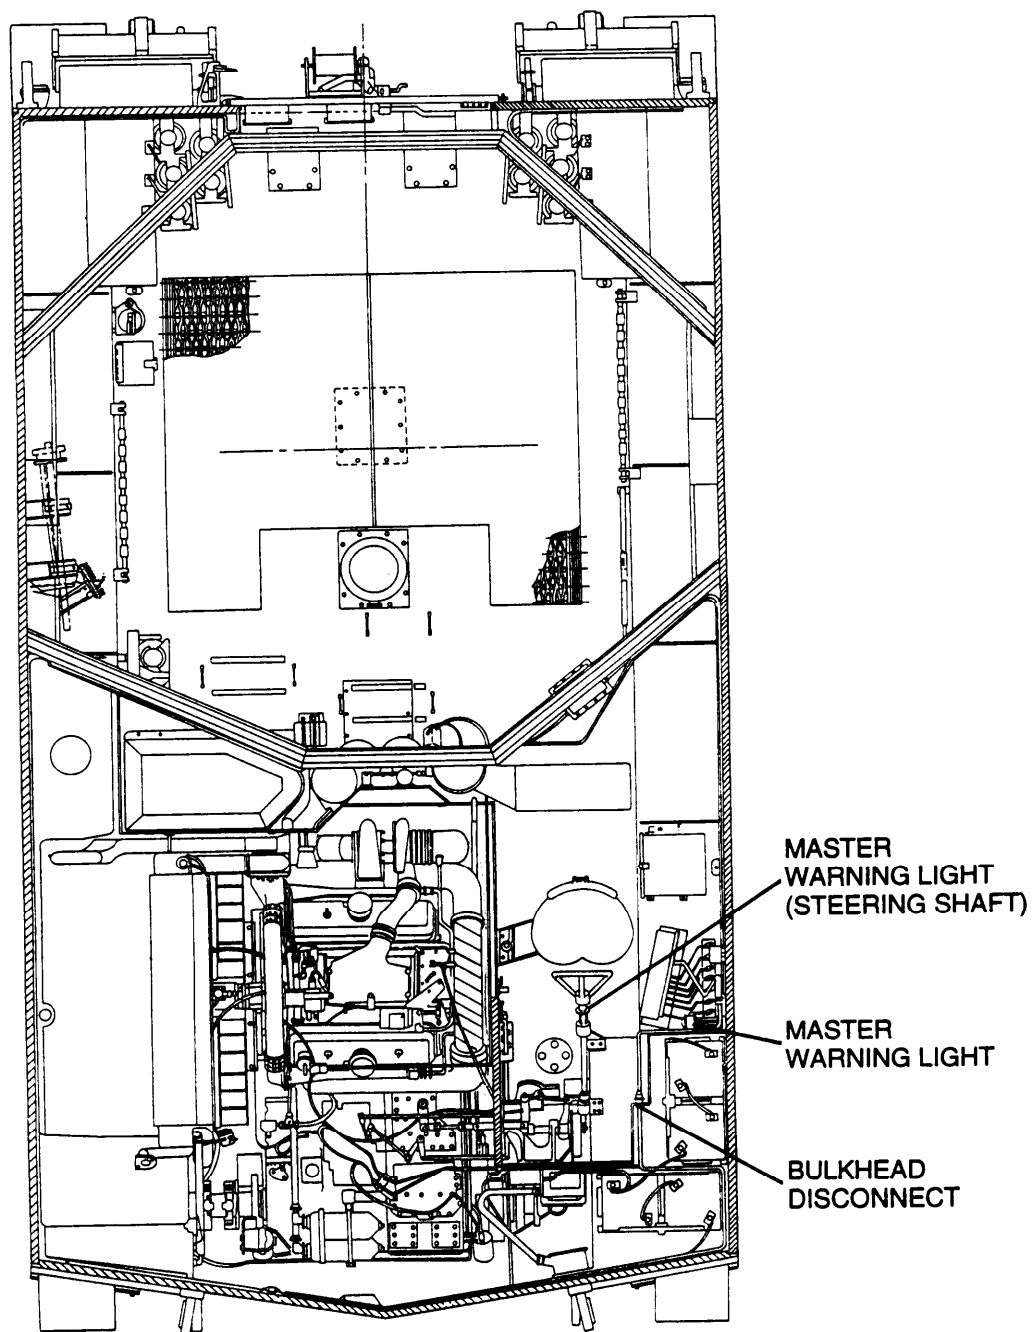 MASTER
WARNING LIGHT
(STEERING SHAFT)
MASTER
WARNING LIGHT
BULKHEAD
DISCONNECT